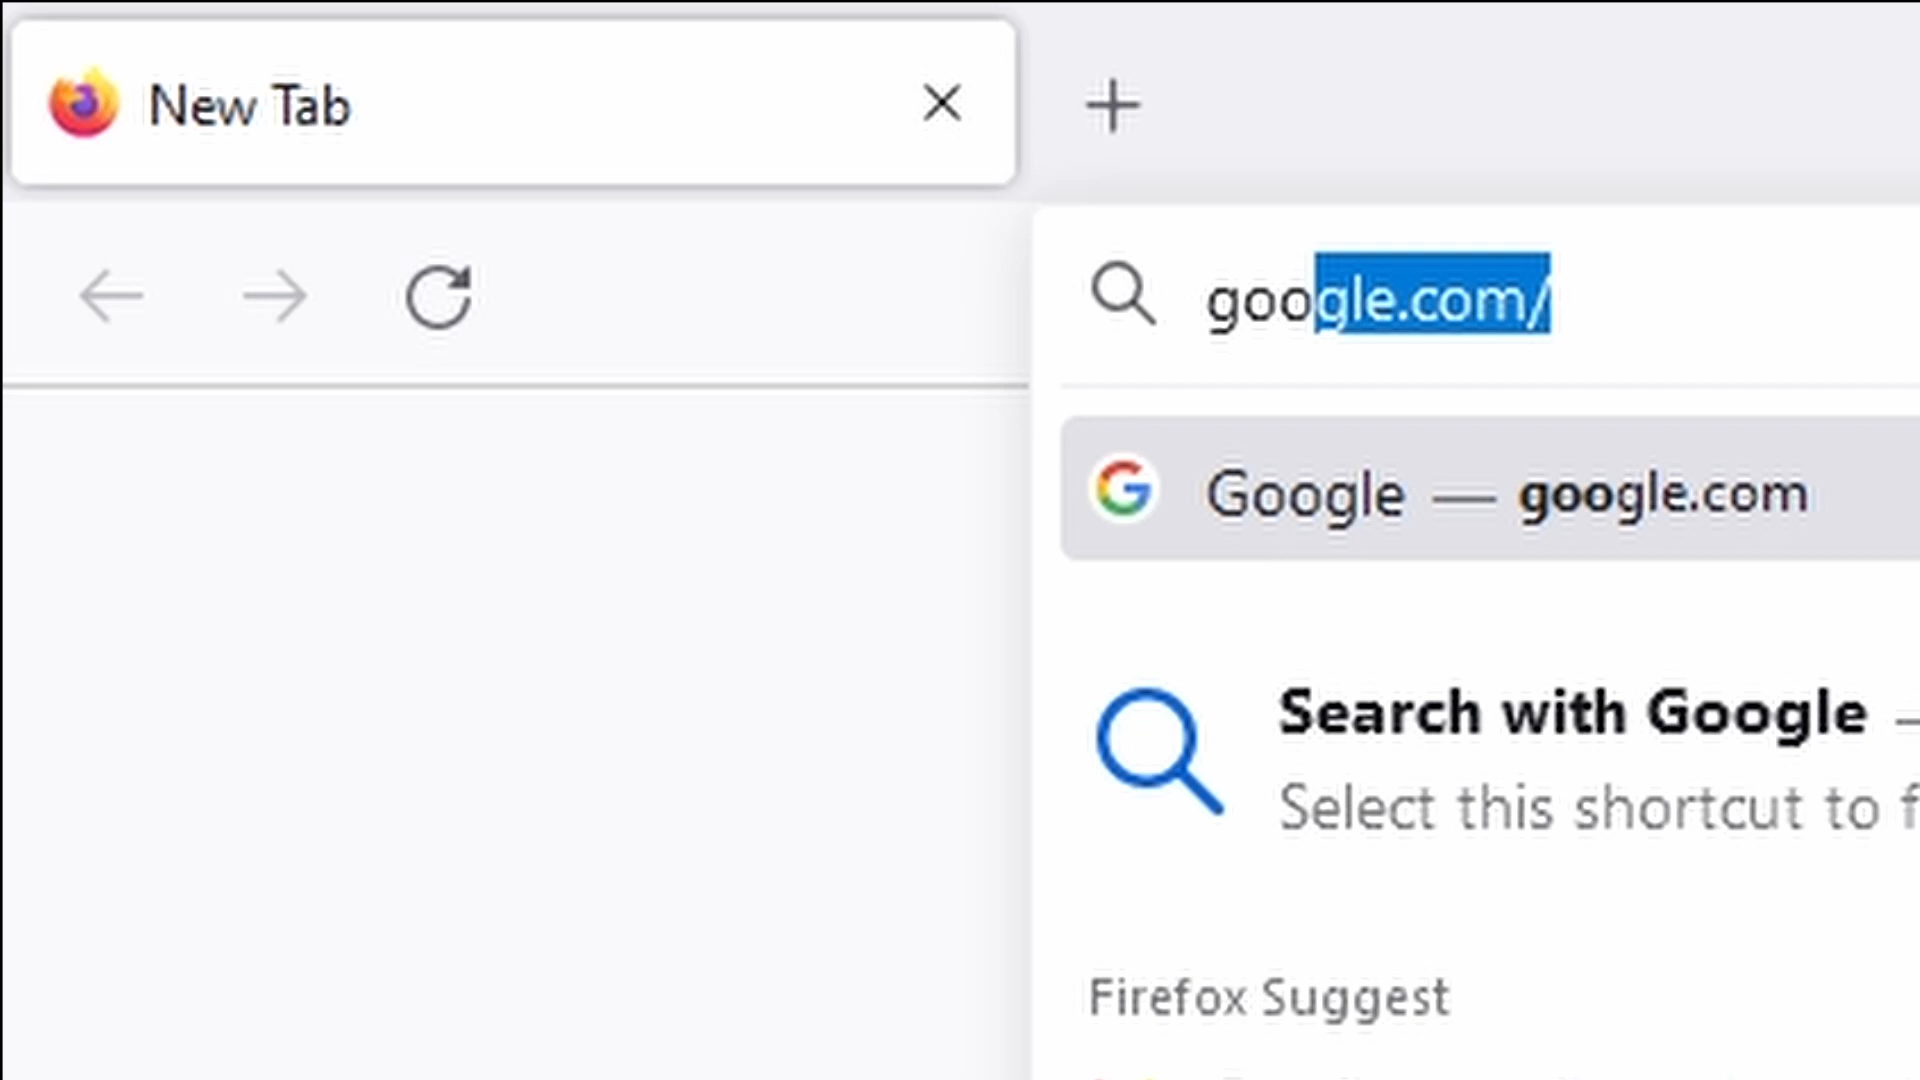 New Tab
google.com/
Google — google.com
Search with Google —
Select this shortcut to f
Firefox Suggest